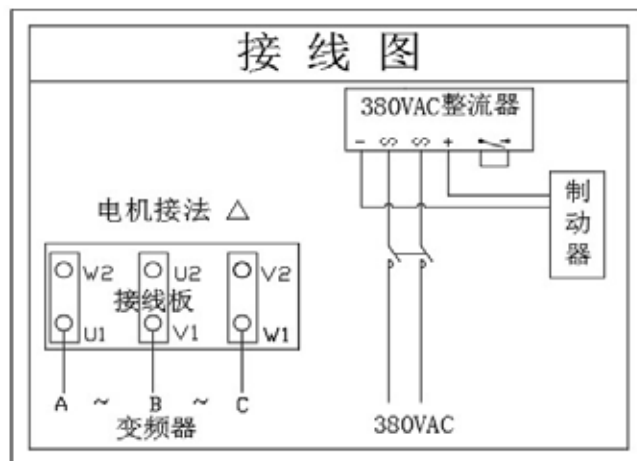 接线图
380VAC整流器
- ∽ ∽ +
制动器
电机接法 △
W2 U2 V2
接线板
U1 V1 W1
A ~ B ~ C
变频器
380VAC